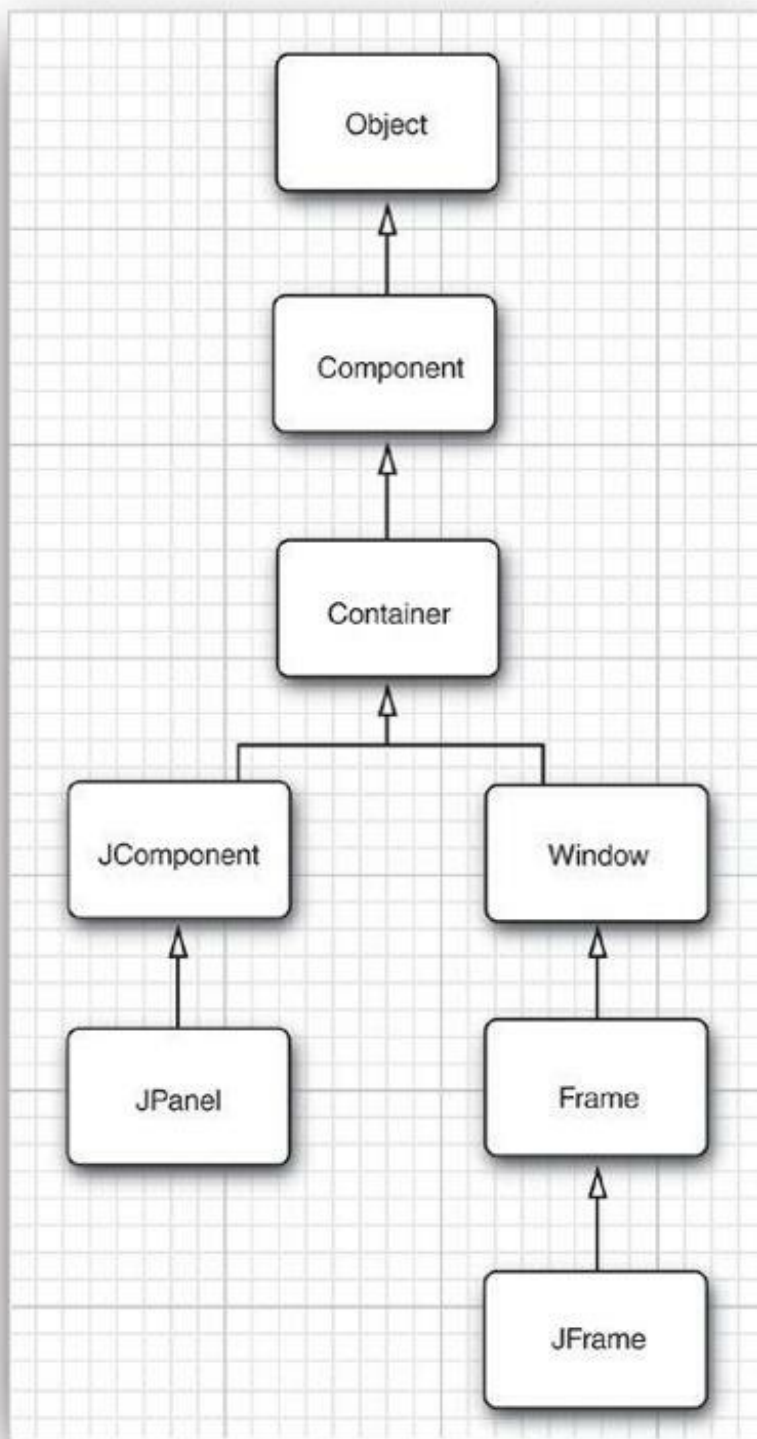 Object
Component
Container
JComponent
Window
JPanel
Frame
JFrame